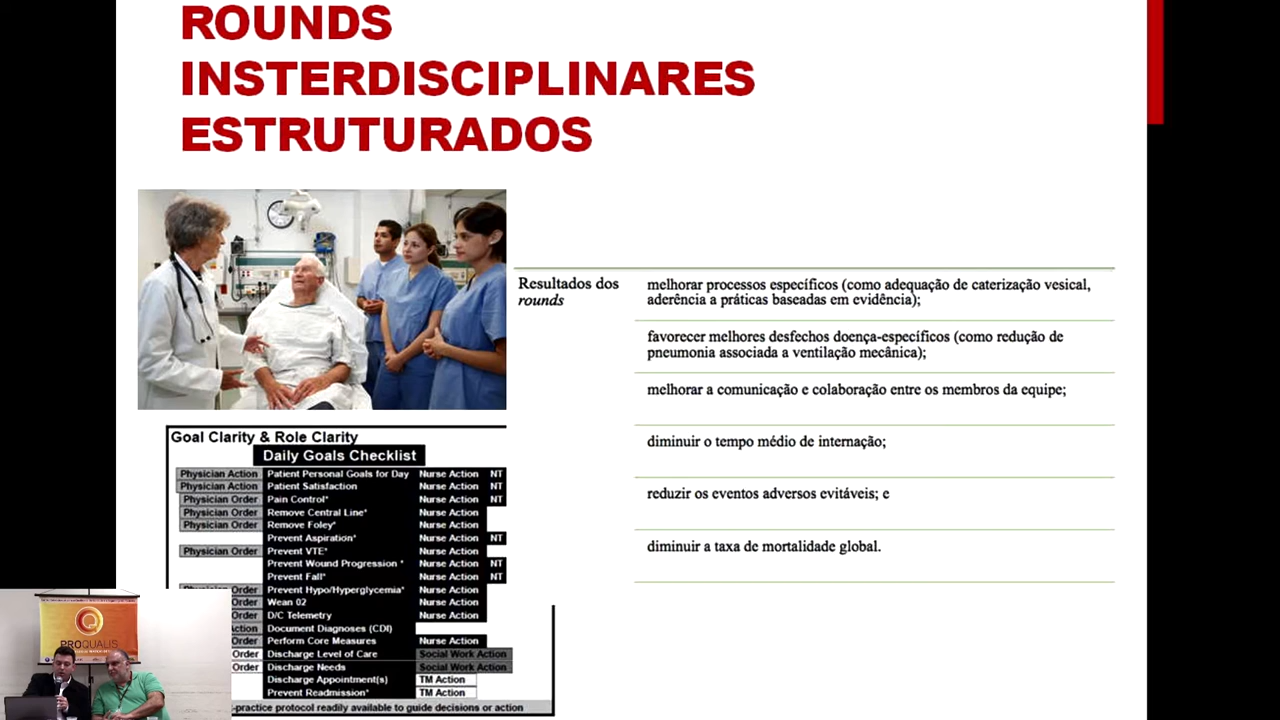 ROUNDS
INSTERDISCIPLINARES
ESTRUTURADOS
Resultados dos
rounds
melhorar processos específicos (como adequação de caterização vesical,
aderência a práticas baseadas em evidência);
favorecer melhores desfechos doença-específicos (como redução de
pneumonia associada a ventilação mecânica);
melhorar a comunicação e colaboração entre os membros da equipe;
diminuir o tempo médio de internação;
reduzir os eventos adversos evitáveis; e
diminuir a taxa de mortalidade global.
Goal Clarity & Role Clarity
Daily Goals Checklist
Physician Action Patient Personal Goals for Day Nurse Action NT
Physician Action Patient Satisfaction Nurse Action NT
Physician Order Pain Control* Nurse Action NT
Physician Order Remove Central Line* Nurse Action
Physician Order Remove Foley* Nurse Action
Prevent Aspiration* Nurse Action NT
Physician Order Prevent VTE* Nurse Action
Prevent Wound Progression * Nurse Action NT
Prevent Fall* Nurse Action NT
Physician Order Prevent Hypo/Hyperglycemia* Nurse Action
Order Wean 02 Nurse Action
Order D/C Telemetry Nurse Action
Document Diagnoses (CDI)
Order Perform Core Measures Nurse Action
Order Discharge Level of Care Social Work Action
Order Discharge Needs Social Work Action
Discharge Appointment(s) TM Action
Prevent Readmission* TM Action
-practice protocol readily available to guide decisions or action
PROQUALIS